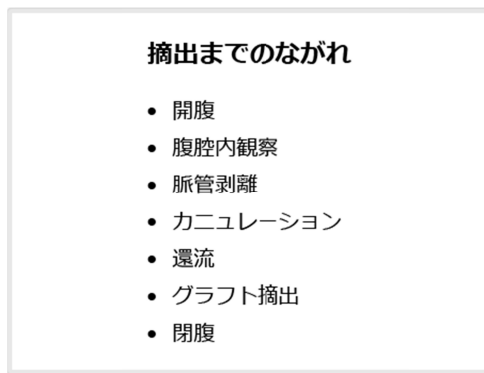 摘出までのながれ
• 開腹
• 腹腔内観察
• 脈管剥離
• カニュレーション
• 還流
• グラフト摘出
• 閉腹